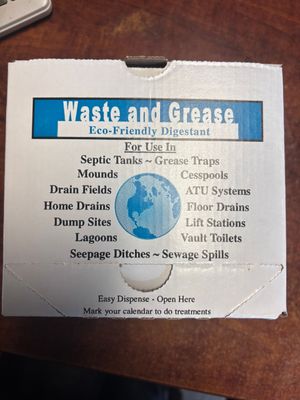 Waste and Grease
Eco-Friendly Digestant
For Use In
Septic Tanks ~ Grease Traps
Mounds Cesspools
Drain Fields ATU Systems
Home Drains Floor Drains
Dump Sites Lift Stations
Lagoons Vault Toilets
Seepage Ditches ~ Sewage Spills
Easy Dispense - Open Here
Mark your calendar to do treatments